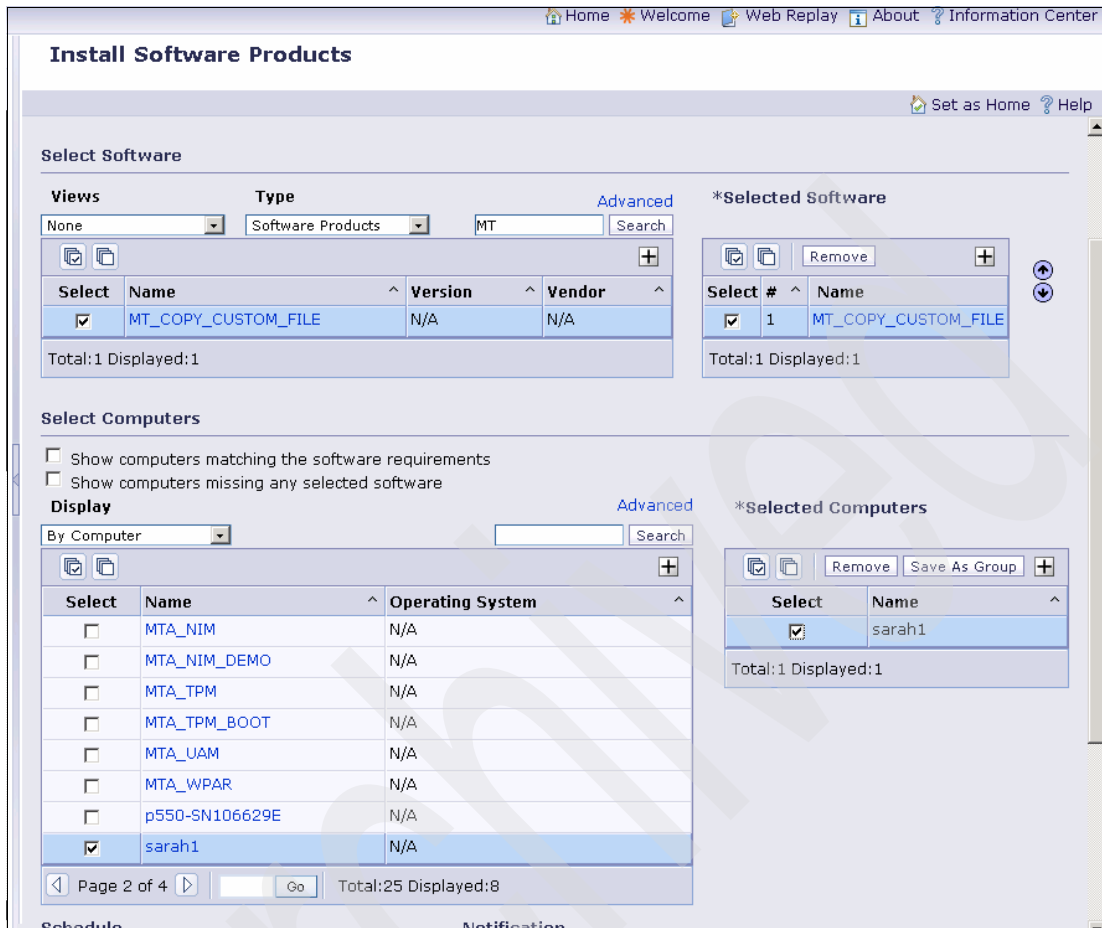 Home Welcome Web Replay About Information Center
Install Software Products
Set as Home Help
Select Software
Views Type Advanced *Selected Software
None Software Products MT Search
Remove
Select Name Version Vendor
MT_COPY_CUSTOM_FILE N/A N/A
Total:1 Displayed:1
Select # Name
1 MT_COPY_CUSTOM_FILE
Total:1 Displayed:1
Select Computers
Show computers matching the software requirements
Show computers missing any selected software
Display Advanced *Selected Computers
By Computer Search
Remove Save As Group
Select Name Operating System
MTA_NIM N/A
MTA_NIM_DEMO N/A
MTA_TPM N/A
MTA_TPM_BOOT N/A
MTA_UAM N/A
MTA_WPAR N/A
p550-SN106629E N/A
sarah1 N/A
Page 2 of 4 Go Total:25 Displayed:8
Select Name
sarah1
Total:1 Displayed:1
Schedule Notification